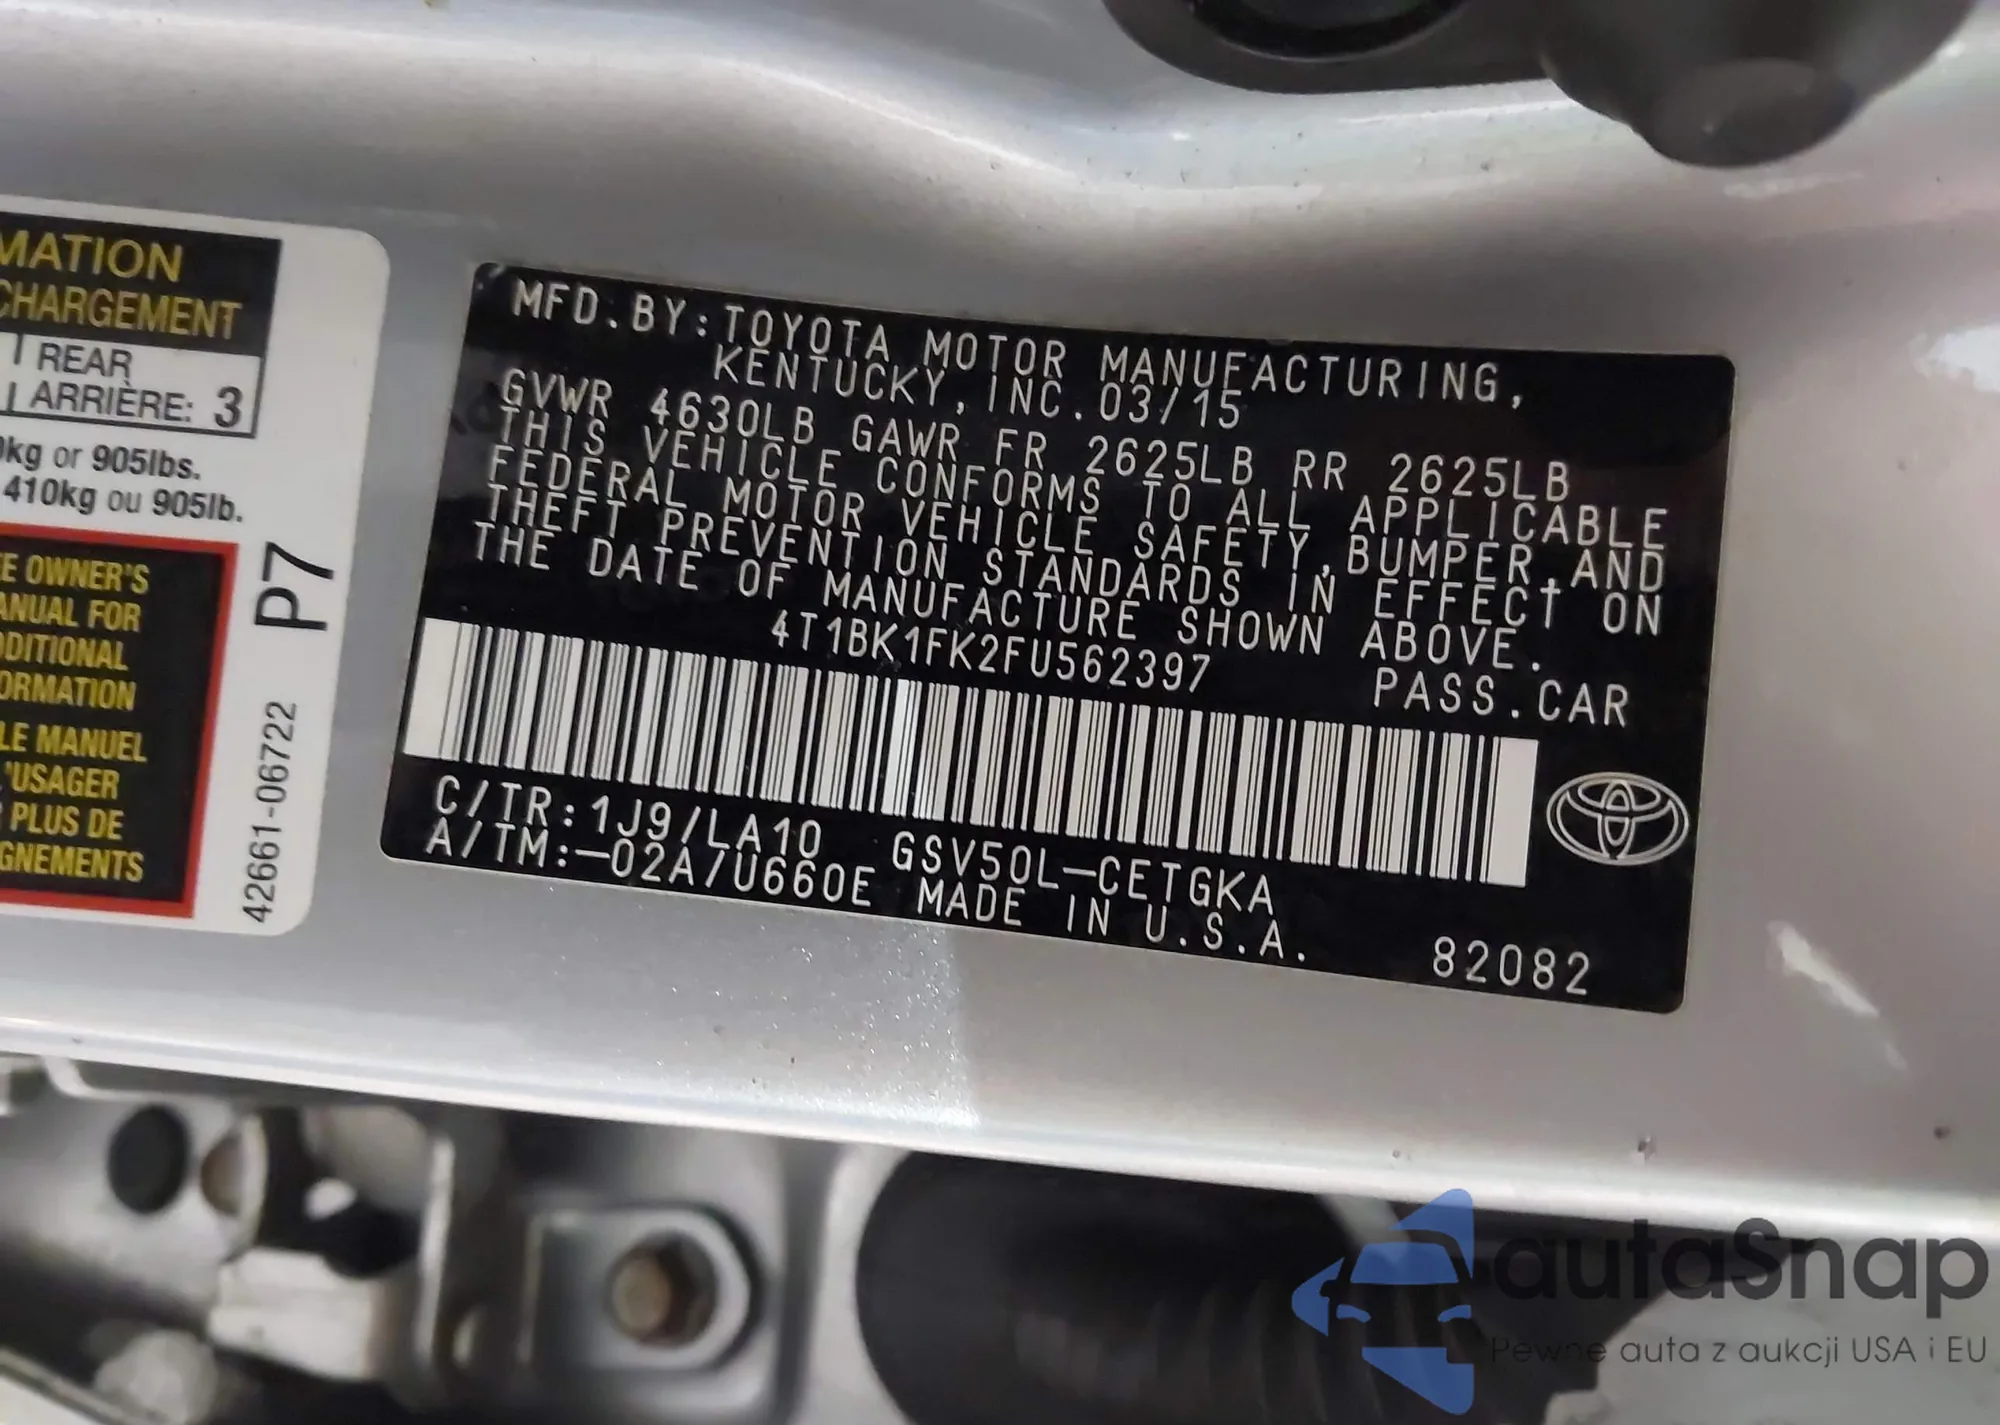 MATION
CHARGEMENT
REAR
ARRIÈRE: 3
kg or 905lbs.
410kg ou 905lb.
E OWNER'S
ANUAL FOR
DDITIONAL
ORMATION
LE MANUEL
'USAGER
PLUS DE
GNEMENTS
P7
42661-06722
MFD.BY:TOYOTA MOTOR MANUFACTURING,
KENTUCKY,INC.03/15
GVWR 4630LB GAWR FR 2625LB RR 2625LB
THIS VEHICLE CONFORMS TO ALL APPLICABLE
FEDERAL MOTOR VEHICLE SAFETY,BUMPER,AND
THEFT PREVENTION STANDARDS IN EFFECT ON
THE DATE OF MANUFACTURE SHOWN ABOVE.
4T1BK1FK2FU562397 PASS.CAR
C/TR:1J9/LA10 GSV50L-CETGKA
A/TM:-02A/U660E MADE IN U.S.A.
82082
autaSnap
Pewne auta z aukcji USA i EU